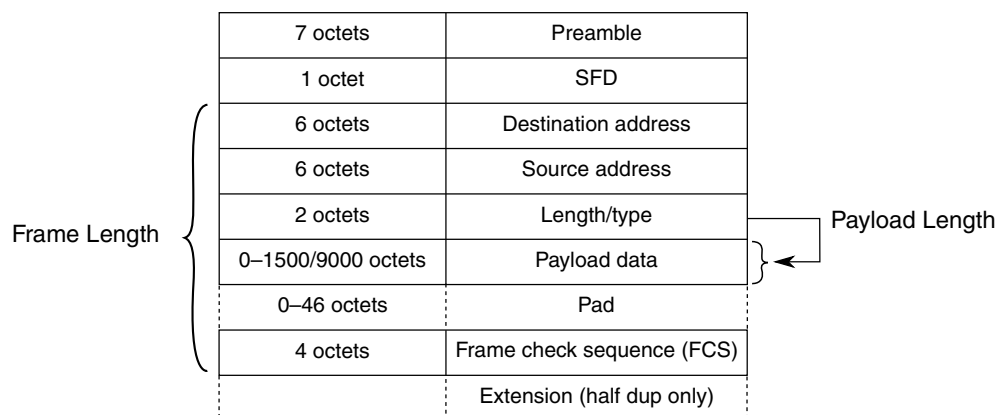 7 octets Preamble
1 octet SFD
6 octets Destination address
6 octets Source address
2 octets Length/type
Frame Length
Payload Length
0–1500/9000 octets Payload data
0–46 octets Pad
4 octets Frame check sequence (FCS)
Extension (half dup only)